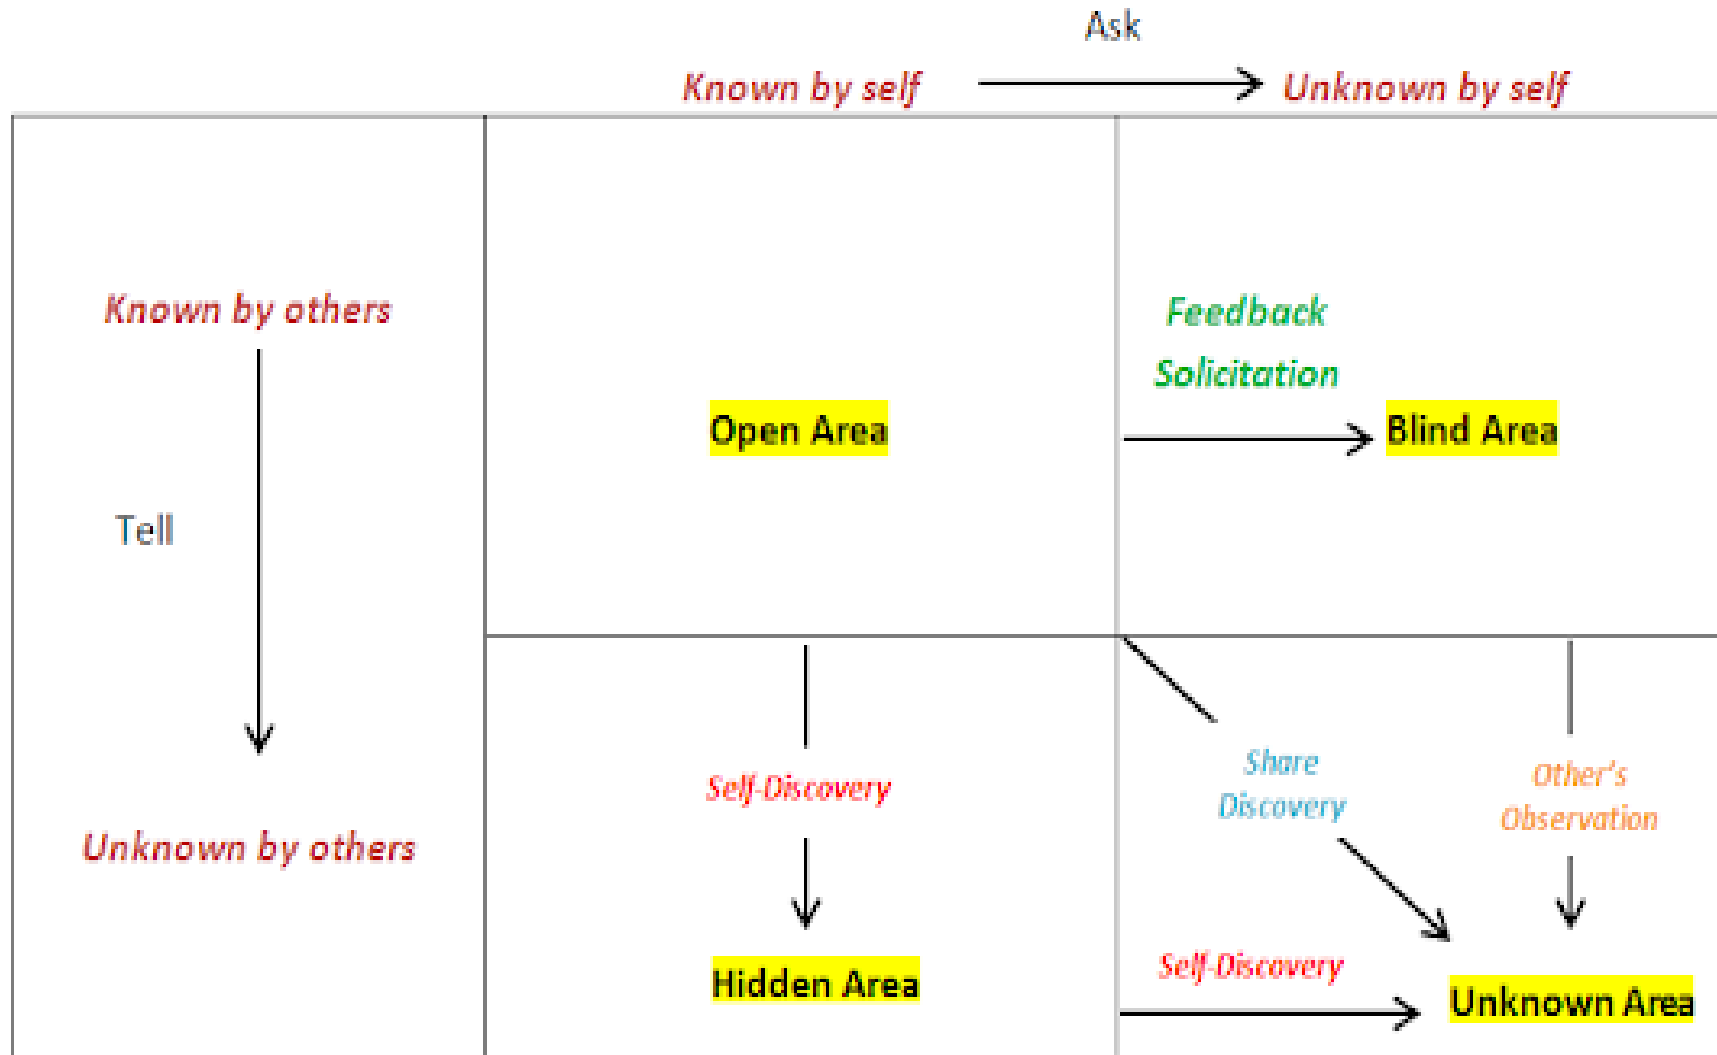 Ask
Known by self
Unknown by self
Known by others
Tell
Unknown by others
Open Area
Feedback
Solicitation
Blind Area
Self-Discovery
Hidden Area
Share
Discovery
Other's
Observation
Self-Discovery
Unknown Area